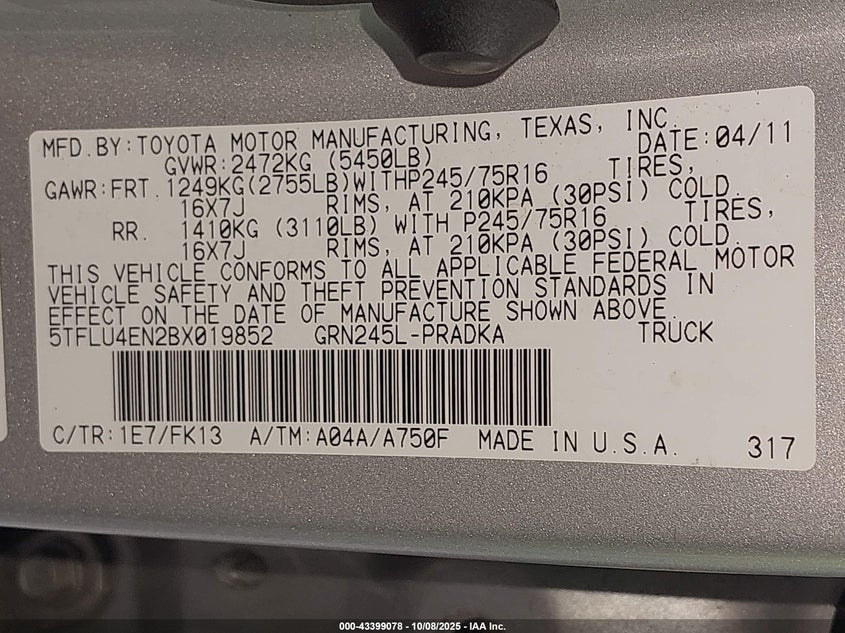 MFD.BY:TOYOTA MOTOR MANUFACTURING, TEXAS, INC.
GVWR:2472KG (5450LB) DATE:04/11
GAWR:FRT. 1249KG(2755LB)WITHP245/75R16 TIRES,
16X7J RIMS, AT 210KPA (30PSI) COLD.
RR. 1410KG (3110LB) WITH P245/75R16 TIRES,
16X7J RIMS, AT 210KPA (30PSI) COLD.
THIS VEHICLE CONFORMS TO ALL APPLICABLE FEDERAL MOTOR
VEHICLE SAFETY AND THEFT PREVENTION STANDARDS IN
EFFECT ON THE DATE OF MANUFACTURE SHOWN ABOVE.
5TFLU4EN2BX019852 GRN245L-PRADKA TRUCK
C/TR:1E7/FK13 A/TM:A04A/A750F MADE IN U.S.A. 317
000-43399078 - 10/08/2025 - IAA Inc.